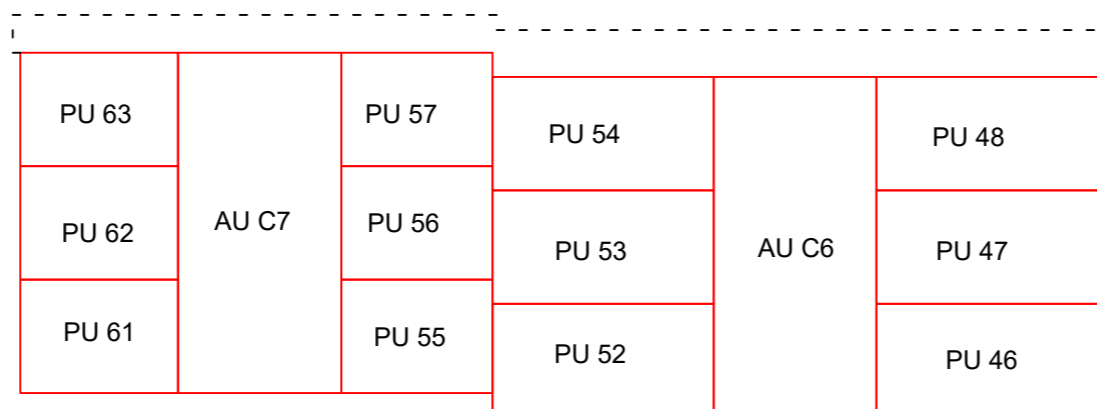 PU 63
PU 57
PU 54
PU 48
PU 62
AU C7
PU 56
PU 53
AU C6
PU 47
PU 61
PU 55
PU 52
PU 46